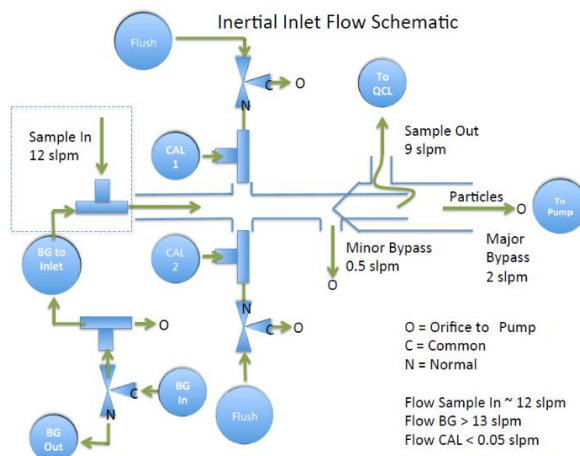 Inertial Inlet Flow Schematic
Flush
C
O
N
To
QCL
Sample In
12 slpm
CAL
1
Sample Out
9 slpm
Particles
O
To
Pump
BG to
Inlet
CAL
2
Minor Bypass
0.5 slpm
Major
Bypass
2 slpm
O
O
N
C
O
O = Orifice to Pump
C = Common
N = Normal
C
BG
In
N
Flush
BG
Out
Flow Sample In ~ 12 slpm
Flow BG > 13 slpm
Flow CAL < 0.05 slpm